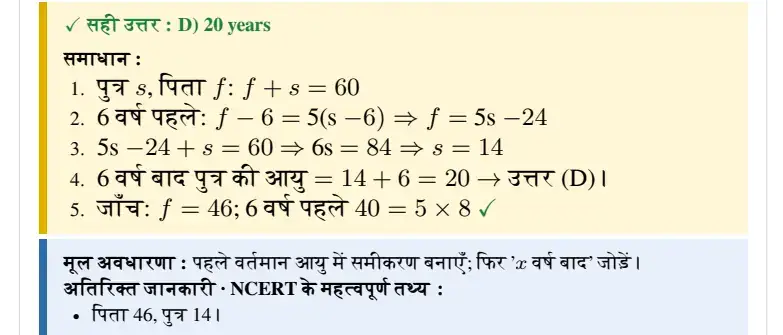 ✓ सही उत्तर : D) 20 years
समाधान :
1. पुत्र s, पिता f: f + s = 60
2. 6 वर्ष पहले: f − 6 = 5(s −6) ⇒ f = 5s −24
3. 5s −24 + s = 60 ⇒ 6s = 84 ⇒ s = 14
4. 6 वर्ष बाद पुत्र की आयु = 14 + 6 = 20 → उत्तर (D)।
5. जाँच: f = 46; 6 वर्ष पहले 40 = 5 × 8 ✓
मूल अवधारणा : पहले वर्तमान आयु में समीकरण बनाएँ; फिर 'x वर्ष बाद' जोड़ें।
अतिरिक्त जानकारी · NCERT के महत्वपूर्ण तथ्य :
• पिता 46, पुत्र 14।